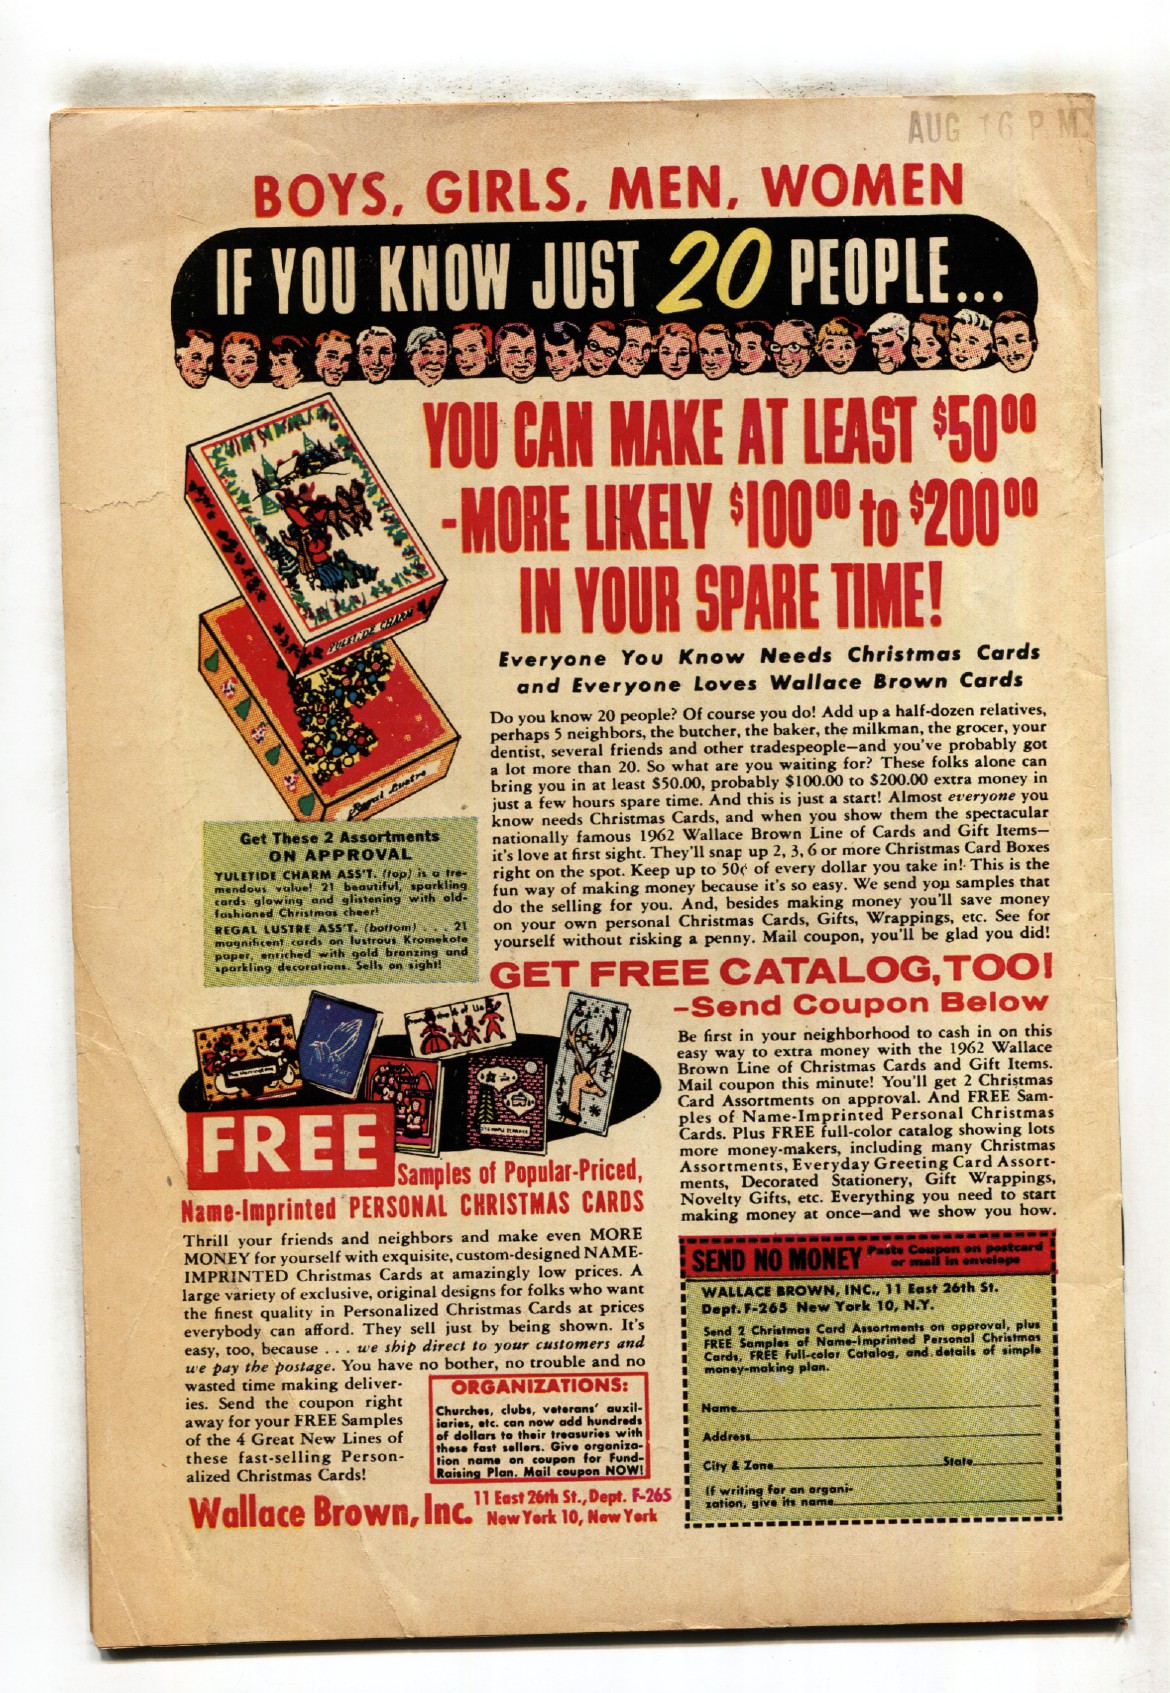 AUG 16 P M
BOYS, GIRLS, MEN, WOMEN
IF YOU KNOW JUST 20 PEOPLE...
YOU CAN MAKE AT LEAST $50⁰⁰
-MORE LIKELY $100⁰⁰ to $200⁰⁰
IN YOUR SPARE TIME!
YULETIDE CHARM
Regal Lustre
Everyone You Know Needs Christmas Cards
and Everyone Loves Wallace Brown Cards
Do you know 20 people? Of course you do! Add up a half-dozen relatives,
perhaps 5 neighbors, the butcher, the baker, the milkman, the grocer, your
dentist, several friends and other tradespeople—and you've probably got
a lot more than 20. So what are you waiting for? These folks alone can
bring you in at least $50.00, probably $100.00 to $200.00 extra money in
just a few hours spare time. And this is just a start! Almost everyone you
know needs Christmas Cards, and when you show them the spectacular
nationally famous 1962 Wallace Brown Line of Cards and Gift Items—
it's love at first sight. They'll snap up 2, 3, 6 or more Christmas Card Boxes
right on the spot. Keep up to 50¢ of every dollar you take in! This is the
fun way of making money because it's so easy. We send you samples that
do the selling for you. And, besides making money you'll save money
on your own personal Christmas Cards, Gifts, Wrappings, etc. See for
yourself without risking a penny. Mail coupon, you'll be glad you did!
Get These 2 Assortments
ON APPROVAL
YULETIDE CHARM ASS'T. (top) is a tre-
mendous value! 21 beautiful, sparkling
cards glowing and glistening with old-
fashioned Christmas cheer!
REGAL LUSTRE ASS'T. (bottom) . . . 21
magnificent cards on lustrous Kromekote
paper, enriched with gold bronzing and
sparkling decorations. Sells on sight!
GET FREE CATALOG, TOO!
-Send Coupon Below
Be first in your neighborhood to cash in on this
easy way to extra money with the 1962 Wallace
Brown Line of Christmas Cards and Gift Items.
Mail coupon this minute! You'll get 2 Christmas
Card Assortments on approval. And FREE Sam-
ples of Name-Imprinted Personal Christmas
Cards. Plus FREE full-color catalog showing lots
more money-makers, including many Christmas
Assortments, Everyday Greeting Card Assort-
ments, Decorated Stationery, Gift Wrappings,
Novelty Gifts, etc. Everything you need to start
making money at once—and we show you how.
FREE
Samples of Popular-Priced,
Name-Imprinted PERSONAL CHRISTMAS CARDS
Thrill your friends and neighbors and make even MORE
MONEY for yourself with exquisite, custom-designed NAME-
IMPRINTED Christmas Cards at amazingly low prices. A
large variety of exclusive, original designs for folks who want
the finest quality in Personalized Christmas Cards at prices
everybody can afford. They sell just by being shown. It's
easy, too, because . . . we ship direct to your customers and
we pay the postage. You have no bother, no trouble and no
wasted time making deliver-
ies. Send the coupon right
away for your FREE Samples
of the 4 Great New Lines of
these fast-selling Person-
alized Christmas Cards!
ORGANIZATIONS:
Churches, clubs, veterans' auxil-
iaries, etc. can now add hundreds
of dollars to their treasuries with
these fast sellers. Give organiza-
tion name on coupon for Fund-
Raising Plan. Mail coupon NOW!
Wallace Brown, Inc. 11 East 26th St., Dept. F-265
New York 10, New York
SEND NO MONEY Paste Coupon on postcard
or mail in envelope
WALLACE BROWN, INC., 11 East 26th St.
Dept. F-265 New York 10, N.Y.
Send 2 Christmas Card Assortments on approval, plus
FREE Samples of Name-Imprinted Personal Christmas
Cards, FREE full-color Catalog, and details of simple
money-making plan.
Name
Address
City & Zone State
If writing for an organi-
zation, give its name